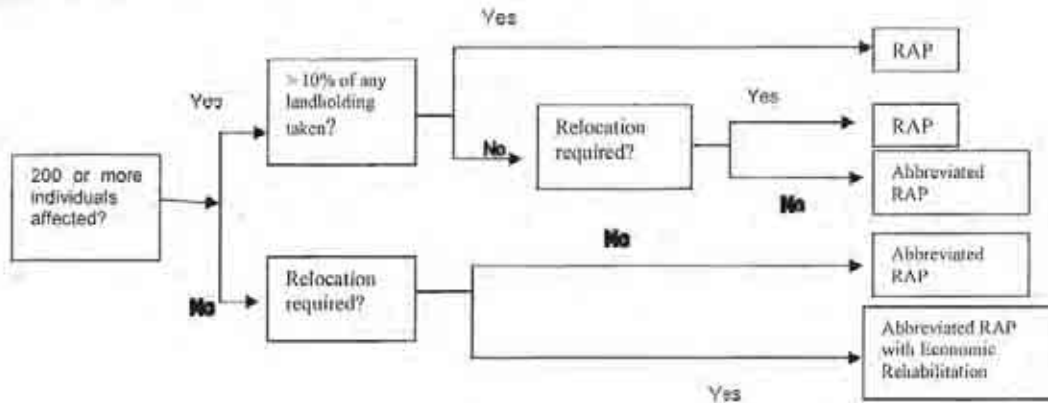 Yes
RAP
> 10% of any
landholding
taken?
Yes
Yes
Relocation
required?
RAP
No
200 or more
individuals
affected?
Abbreviated
RAP
No
No
Abbreviated
RAP
Relocation
required?
No
Abbreviated RAP
with Economic
Rehabilitation
Yes